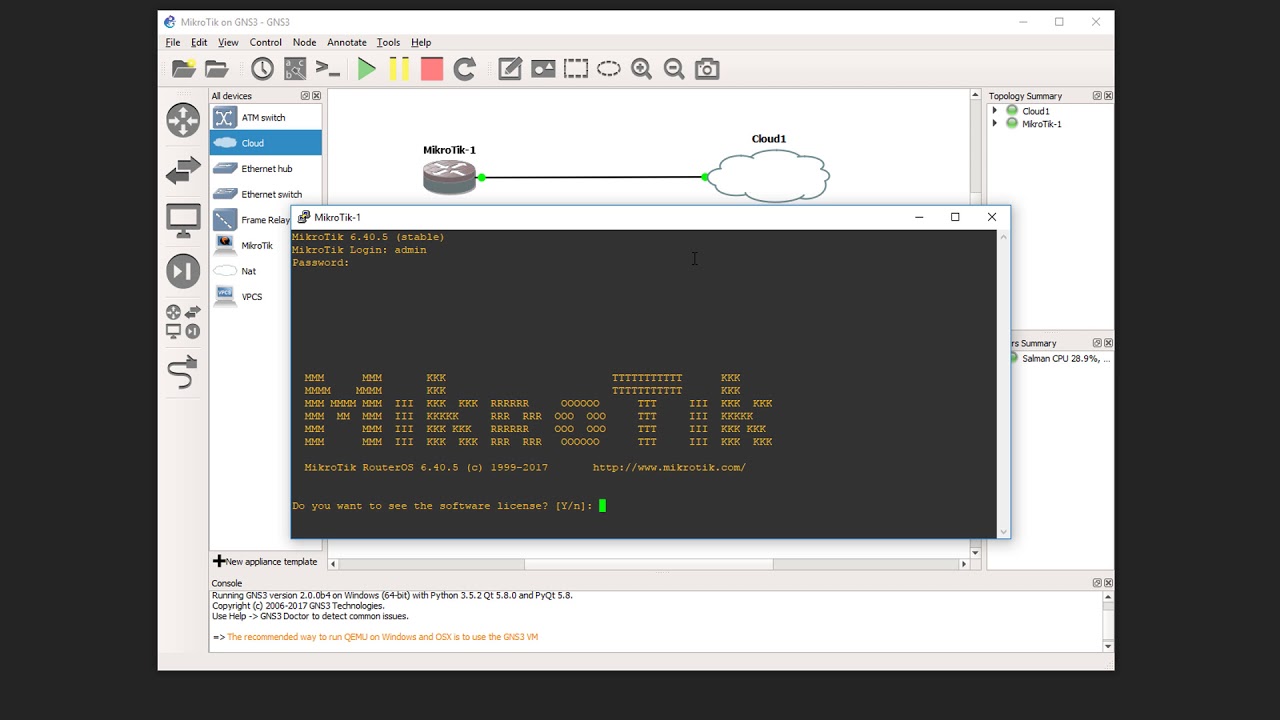 MikroTik on GNS3 - GNS3
File Edit View Control Node Annotate Tools Help
All devices
ATM switch
Cloud
Ethernet hub
Ethernet switch
Frame Relay
MikroTik
Nat
VPCS
New appliance template
MikroTik-1
Cloud1
Topology Summary
Cloud1
MikroTik-1
rs Summary
Salman CPU 28.9%, ...
MikroTik-1
MikroTik 6.40.5 (stable)
MikroTik Login: admin
Password:
MMM      MMM       KKK                          TTTTTTTTTTT      KKK
MMMM    MMMM       KKK                          TTTTTTTTTTT      KKK
MMM MMMM MMM  III  KKK  KKK  RRRRRR     OOOOOO      TTT     III  KKK  KKK
MMM  MM  MMM  III  KKKKK     RRR  RRR  OOO  OOO     TTT     III  KKKKK
MMM      MMM  III  KKK KKK   RRRRRR    OOO  OOO     TTT     III  KKK KKK
MMM      MMM  III  KKK  KKK  RRR  RRR   OOOOOO      TTT     III  KKK  KKK
MikroTik RouterOS 6.40.5 (c) 1999-2017       http://www.mikrotik.com/
Do you want to see the software license? [Y/n]:
Console
Running GNS3 version 2.0.0b4 on Windows (64-bit) with Python 3.5.2 Qt 5.8.0 and PyQt 5.8.
Copyright (c) 2006-2017 GNS3 Technologies.
Use Help -> GNS3 Doctor to detect common issues.
=> The recommended way to run QEMU on Windows and OSX is to use the GNS3 VM